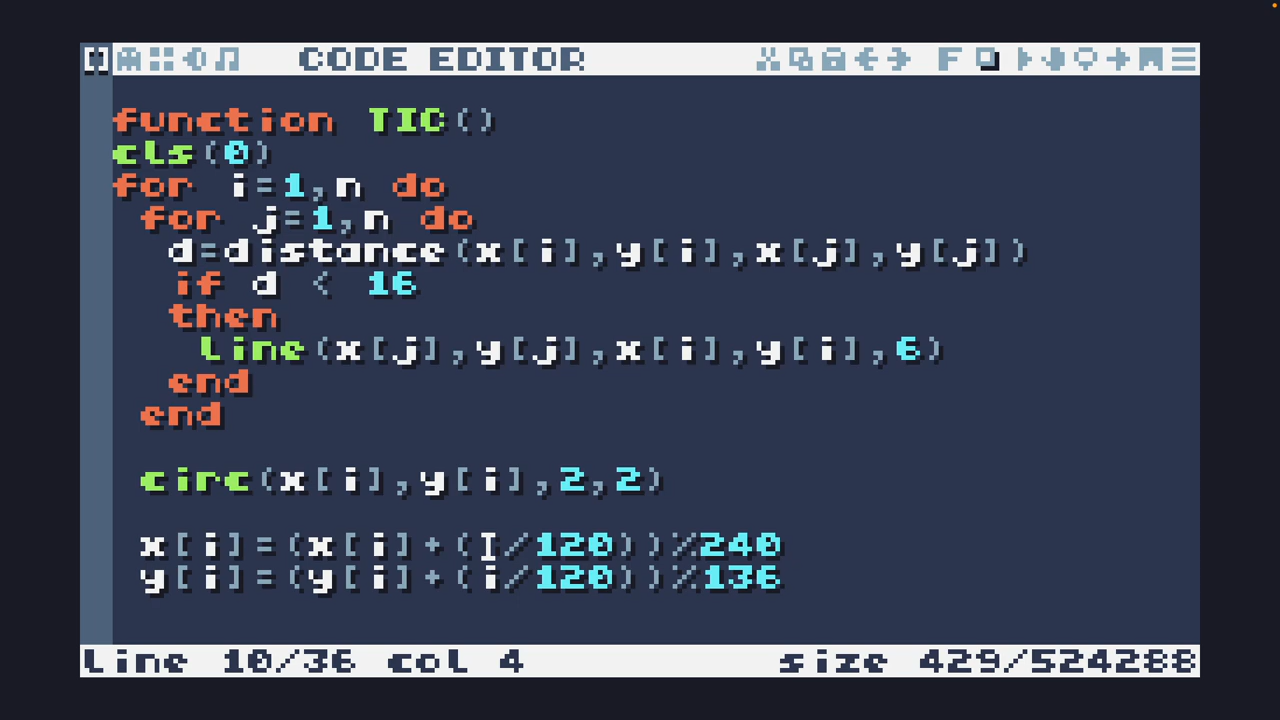 CODE EDITOR F
function TIC()
cls(0)
for i=1,n do
for j=1,n do
d=distance(x[i],y[i],x[j],y[j])
if d < 16
then
line(x[j],y[j],x[i],y[i],6)
end
end
circ(x[i],y[i],2,2)
x[i]=(x[i]+(i/120))%240
y[i]=(y[i]+(i/120))%136
line 10/36 col 4 size 429/524288